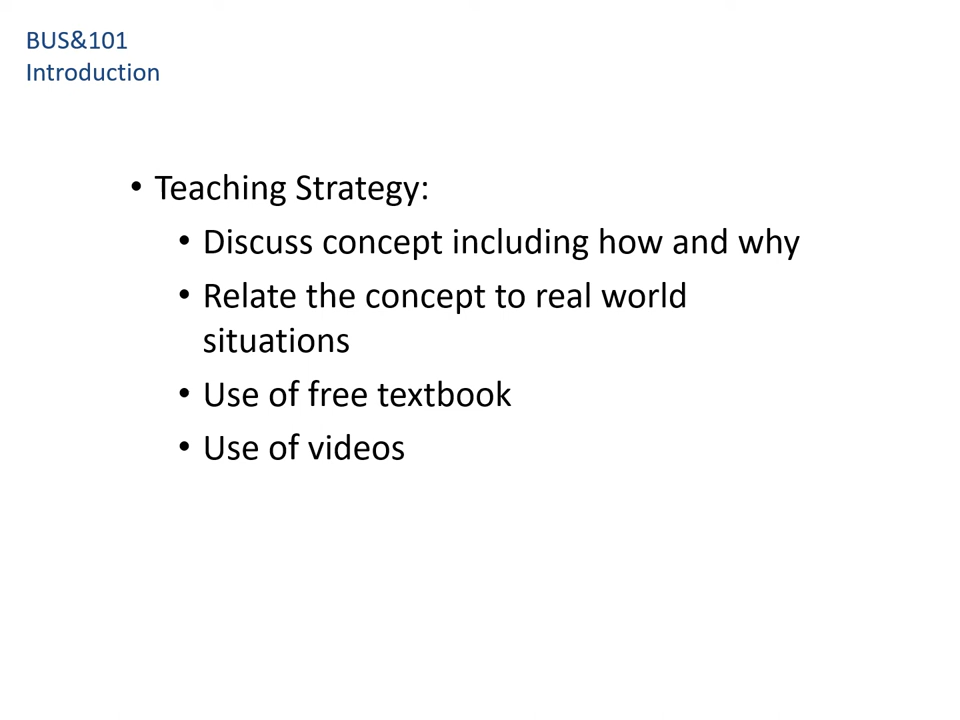 BUS&101
Introduction
• Teaching Strategy:
• Discuss concept including how and why
• Relate the concept to real world
situations
• Use of free textbook
• Use of videos